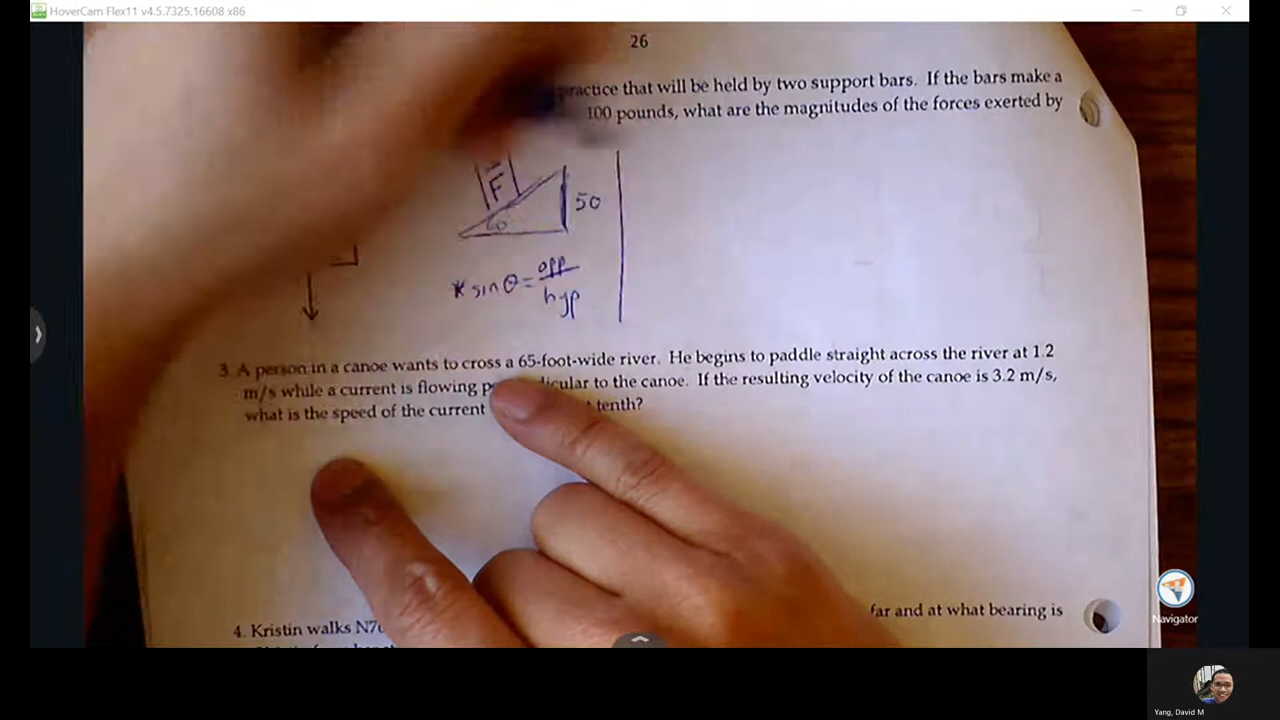 HoverCam Flex11 v4.5.7325.16608 x86
26
practice that will be held by two support bars. If the bars make a
100 pounds, what are the magnitudes of the forces exerted by
|F|
50
* sin θ = opp
hyp
3. A person in a canoe wants to cross a 65-foot-wide river. He begins to paddle straight across the river at 1.2
m/s while a current is flowing dicular to the canoe. If the resulting velocity of the canoe is 3.2 m/s,
what is the speed of the current tenth?
4. Kristin walks far and at what bearing is
Navigator
Yang, David M